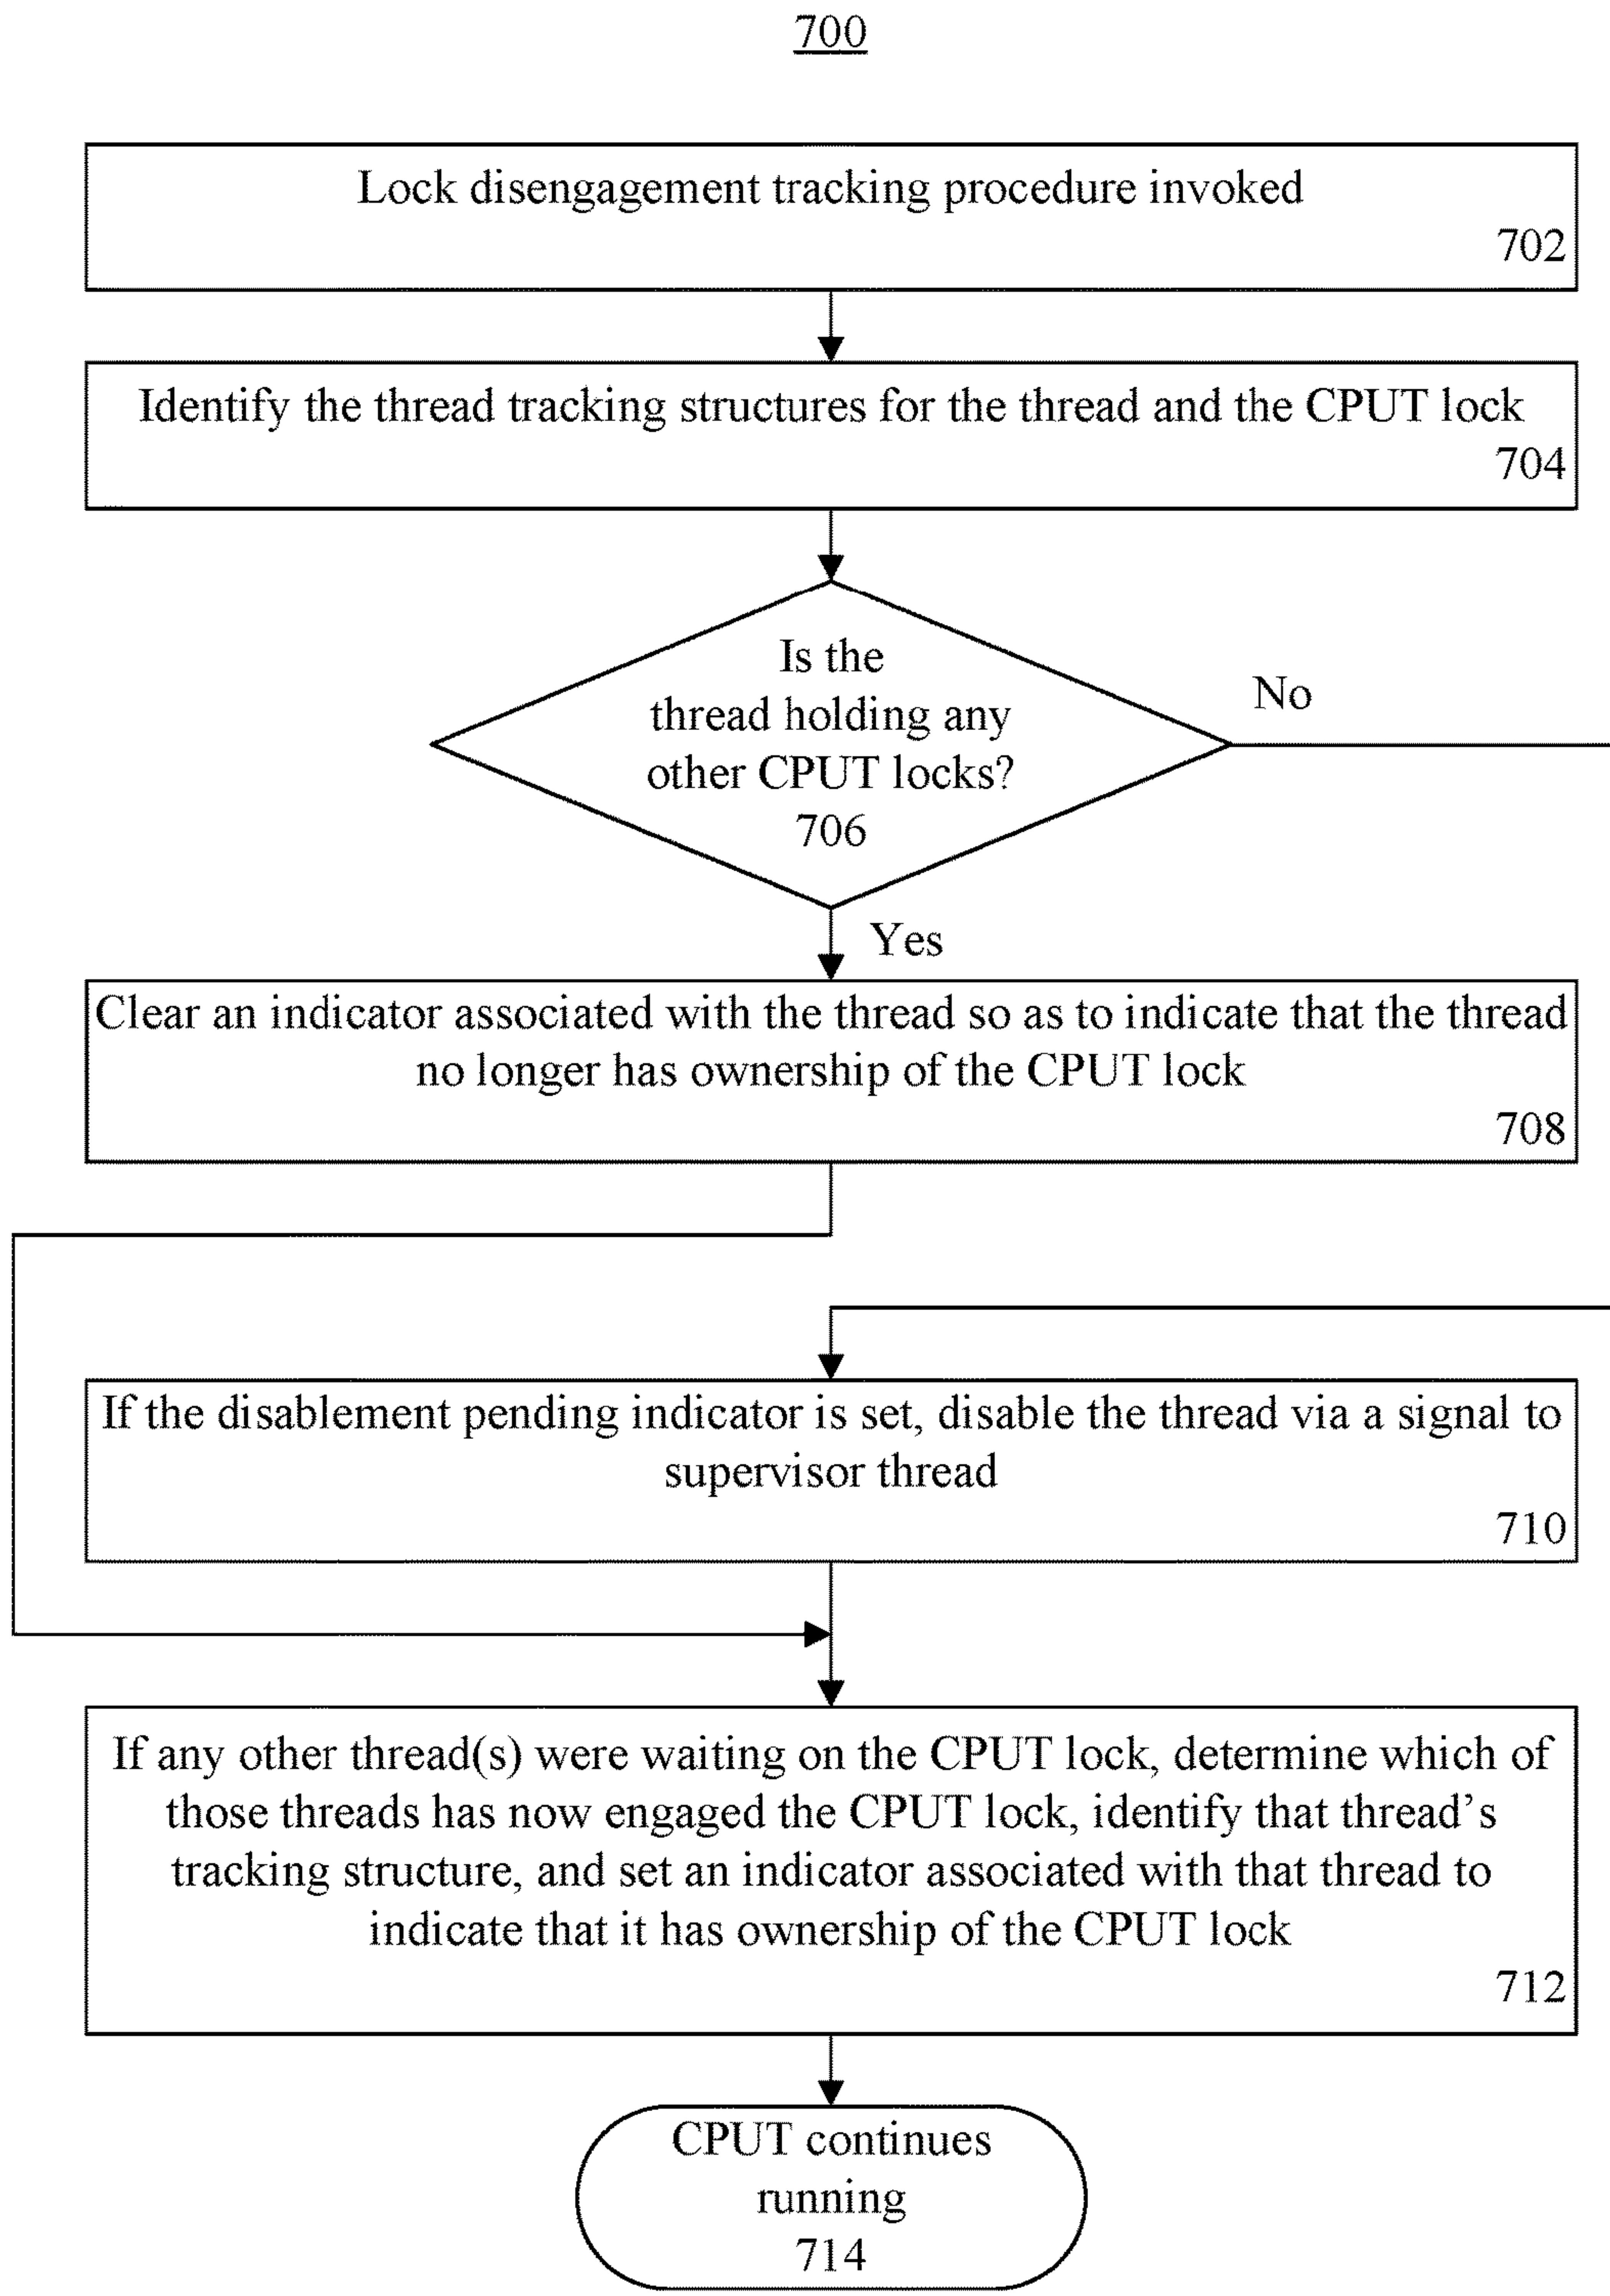 700
Lock disengagement tracking procedure invoked
702
Identify the thread tracking structures for the thread and the CPUT lock
704
Is the
thread holding any
other CPUT locks?
706
No
Yes
Clear an indicator associated with the thread so as to indicate that the thread
no longer has ownership of the CPUT lock
708
If the disablement pending indicator is set, disable the thread via a signal to
supervisor thread
710
If any other thread(s) were waiting on the CPUT lock, determine which of
those threads has now engaged the CPUT lock, identify that thread’s
tracking structure, and set an indicator associated with that thread to
indicate that it has ownership of the CPUT lock
712
CPUT continues
running
714